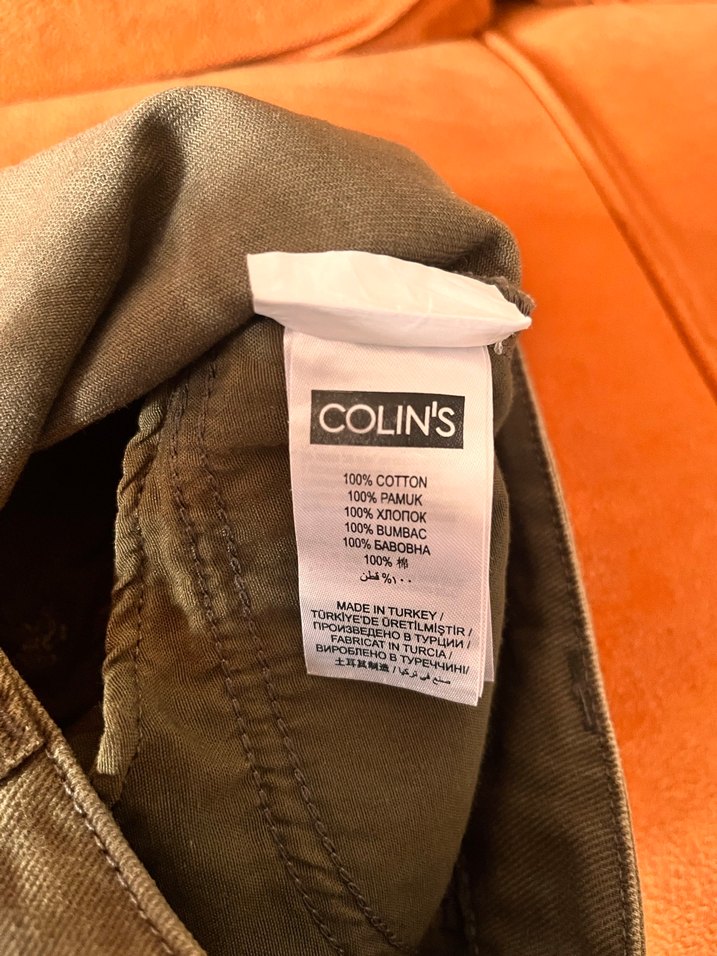 COLIN'S
100% COTTON
100% PAMUK
100% ХЛОПОК
100% BUMBAC
100% БАВОВНА
100% 棉
%١٠٠ قطن
MADE IN TURKEY /
TÜRKİYE'DE ÜRETİLMİŞTİR /
ПРОИЗВЕДЕНО В ТУРЦИИ /
FABRICAT IN TURCIA /
ВИРОБЛЕНО В ТУРЕЧЧИНІ/
土耳其制造 / صنع في تركيا